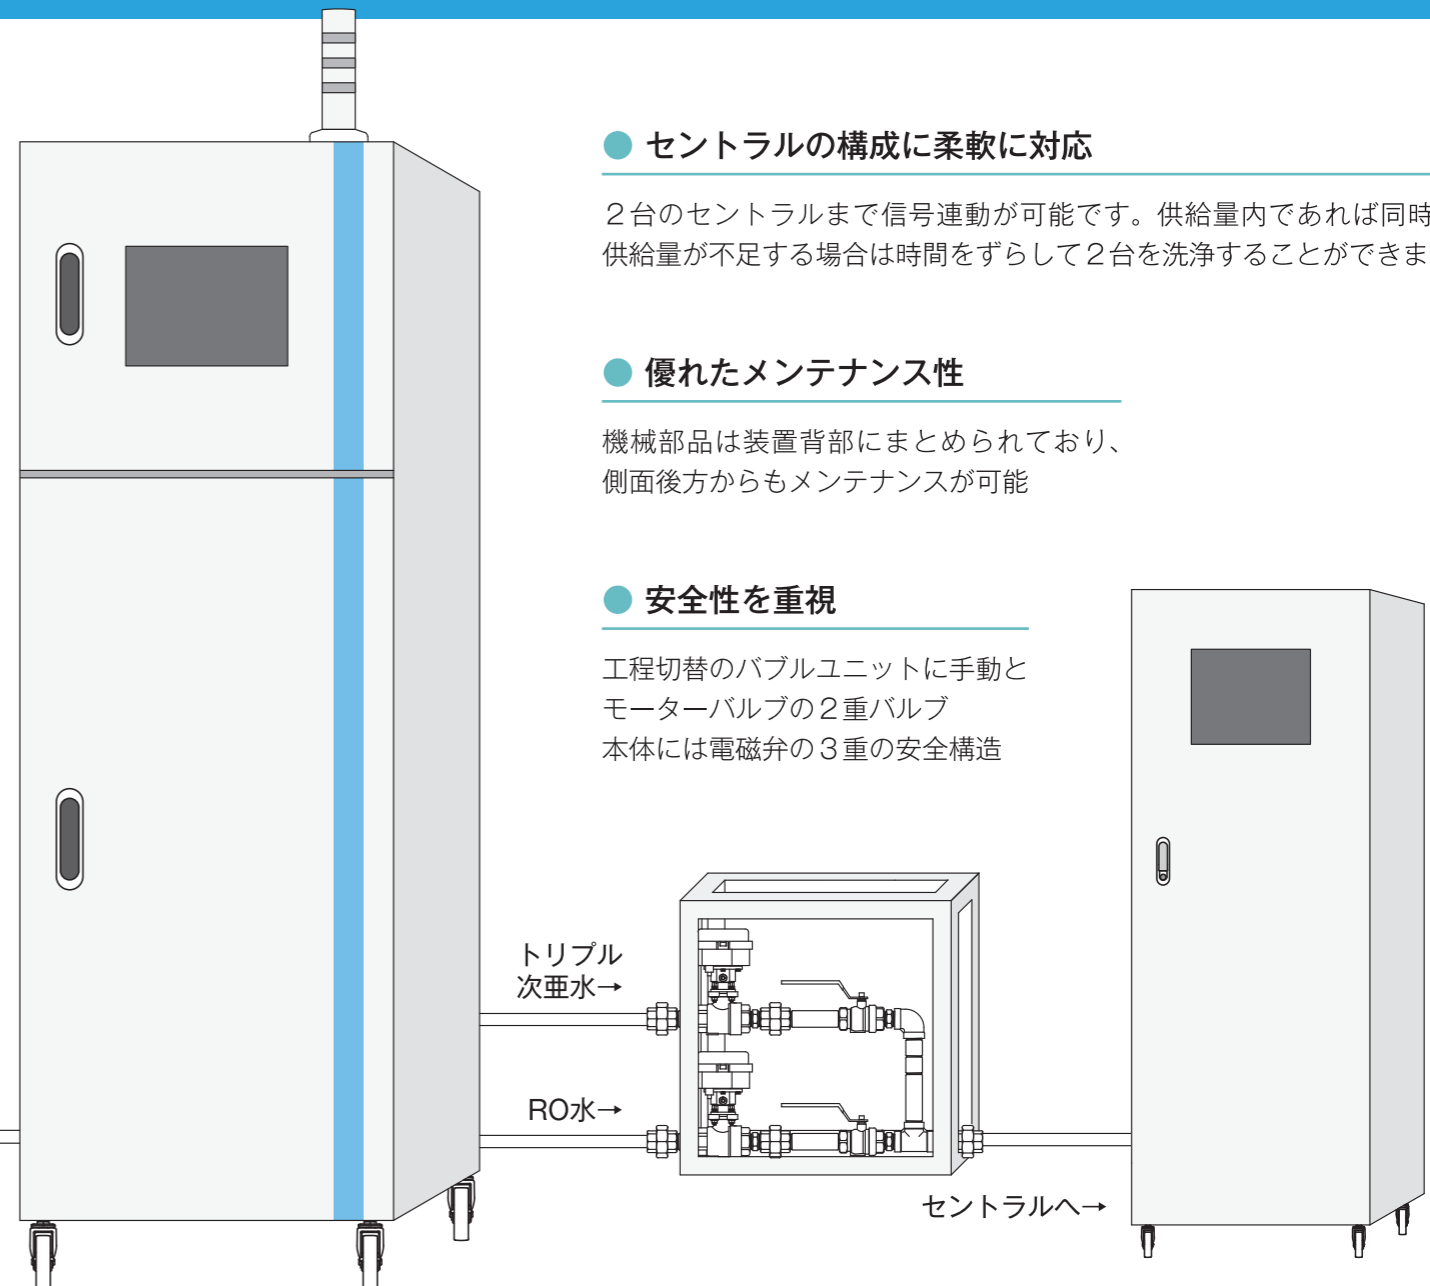 ● セントラルの構成に柔軟に対応
２台のセントラルまで信号連動が可能です。供給量内であれば同時
供給量が不足する場合は時間をずらして２台を洗浄することができま
● 優れたメンテナンス性
機械部品は装置背部にまとめられており、
側面後方からもメンテナンスが可能
● 安全性を重視
工程切替のバブルユニットに手動と
モーターバルブの２重バルブ
本体には電磁弁の３重の安全構造
トリプル
次亜水→
RO水→
セントラルへ→